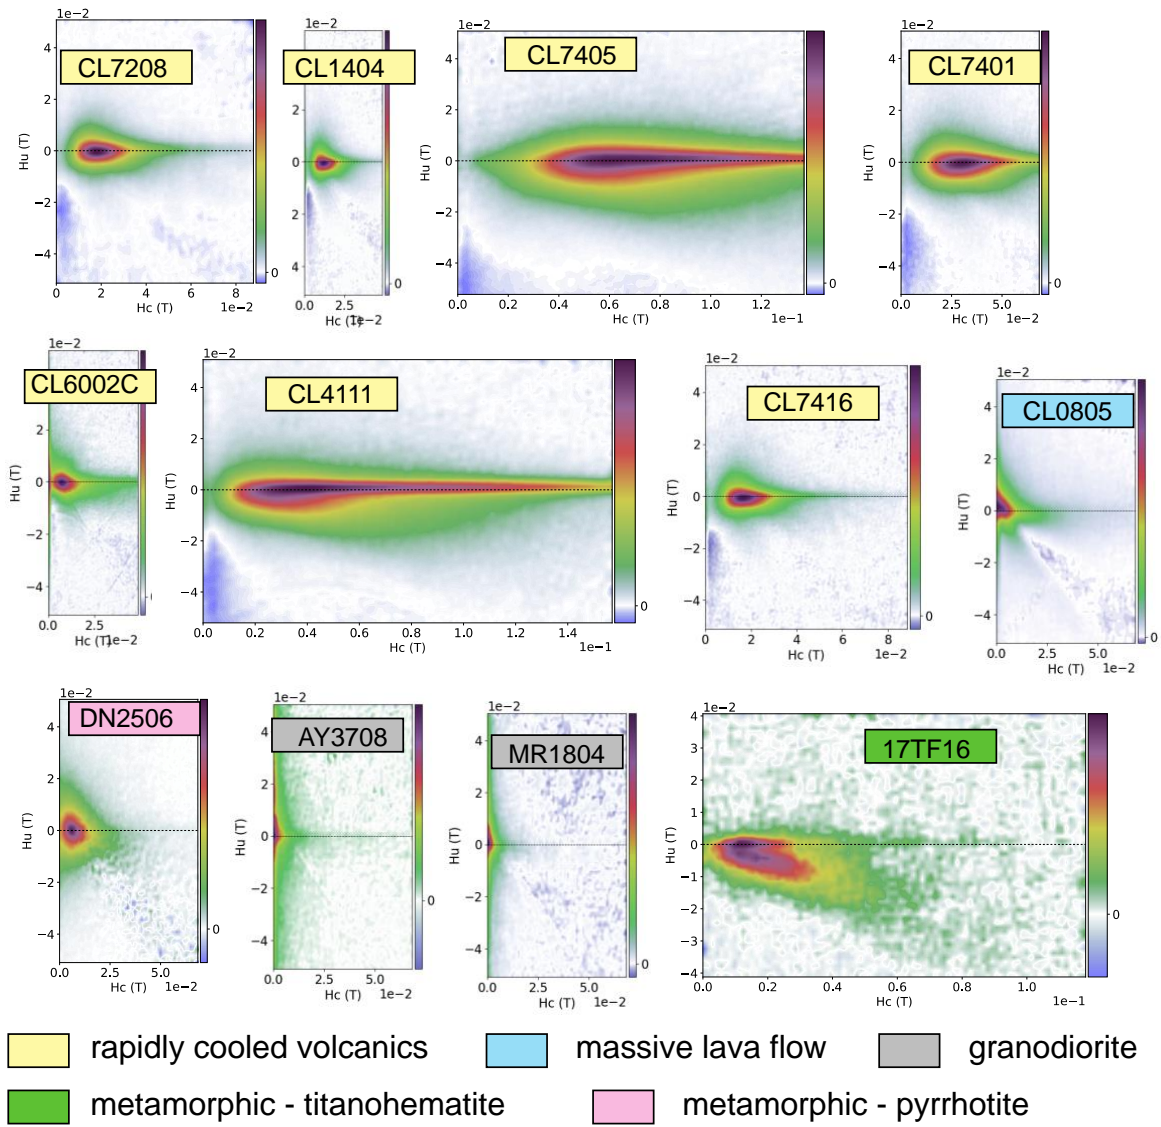 1e-2
CL7208
4
2
0
−2
−4
Hu (T)
0
2
4
6
8
Hc (T)
1e-2
0
1e-2
CL1404
2
0
2
4
Hu (T)
0
2.5
Hc (T)
1e-2
0
1e-2
CL7405
4
2
0
−2
−4
Hu (T)
0.0
0.2
0.4
0.6
0.8
1.0
1.2
Hc (T)
1e-1
0
1e-2
CL7401
4
2
0
−2
−4
Hu (T)
0.0
2.5
5.0
Hc (T)
1e-2
0
1e-2
CL6002C
2
0
−2
−4
Hu (T)
0.0
2.5
Hc (T)
1e-2
1e-2
CL4111
4
2
0
−2
−4
Hu (T)
0.0
0.2
0.4
0.6
0.8
1.0
1.2
1.4
Hc (T)
1e-1
0
1e-2
CL7416
4
2
0
−2
−4
Hu (T)
0
2
4
6
8
Hc (T)
1e-2
0
1e-2
CL0805
4
2
0
−2
−4
Hu (T)
0.0
2.5
5.0
Hc (T)
1e-2
0
1e-2
DN2506
4
2
0
−2
−4
Hu (T)
0.0
2.5
5.0
Hc (T)
1e-2
0
1e-2
AY3708
4
2
0
−2
−4
Hu (T)
0.0
2.5
5.0
Hc (T)
1e-2
0
1e-2
MR1804
4
2
0
−2
−4
Hu (T)
0.0
2.5
5.0
Hc (T)
1e-2
0
1e-2
17TF16
4
3
2
1
0
−1
−2
−3
−4
Hu (T)
0.0
0.2
0.4
0.6
0.8
1.0
Hc (T)
1e-1
0
rapidly cooled volcanics
massive lava flow
granodiorite
metamorphic - titanohematite
metamorphic - pyrrhotite